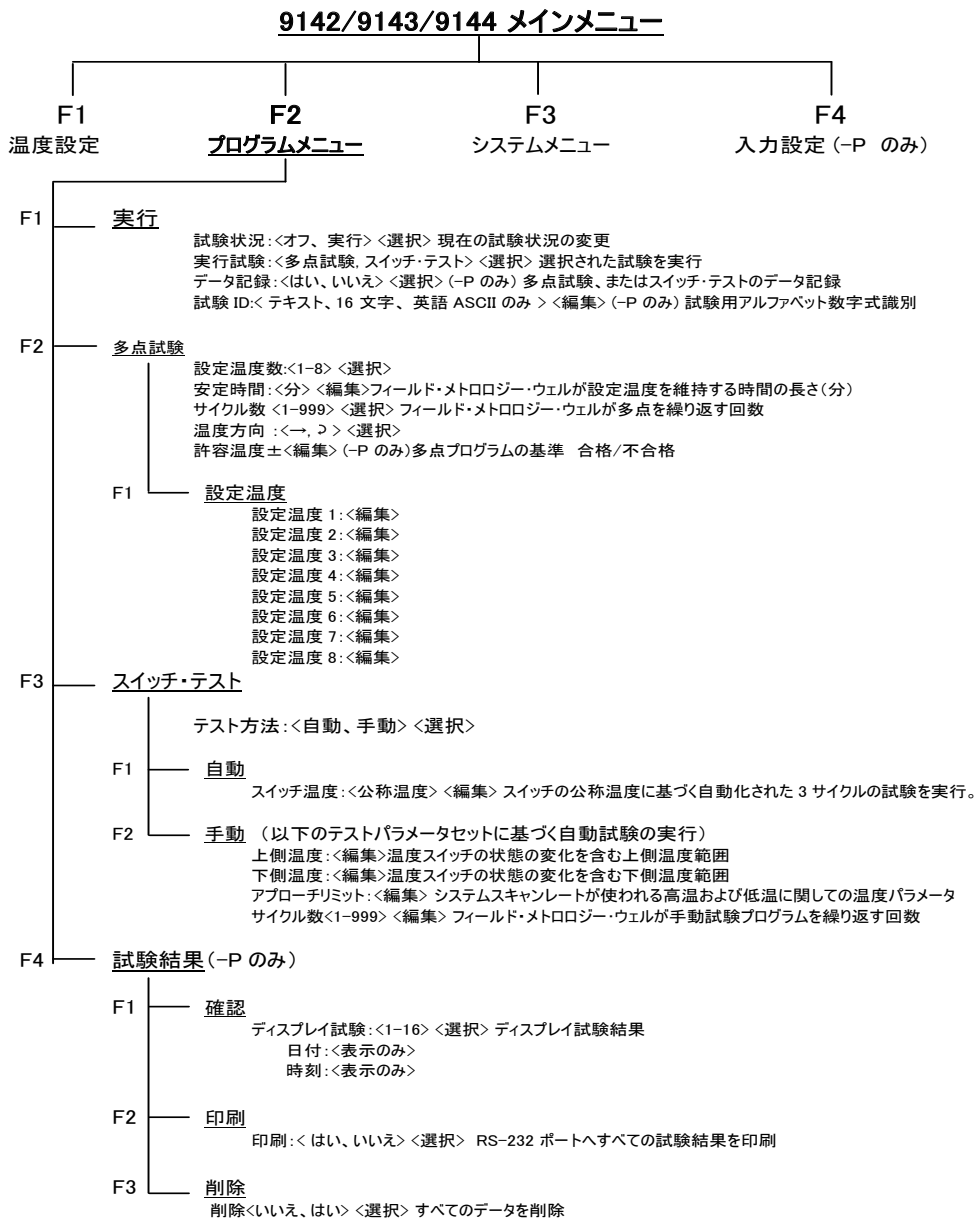 9142/9143/9144 メインメニュー
F1 F2 F3 F4
温度設定 プログラムメニュー システムメニュー 入力設定 (-P のみ)
F1 実行
試験状況:<オフ、実行> <選択> 現在の試験状況の変更
実行試験:<多点試験, スイッチ・テスト> <選択> 選択された試験を実行
データ記録:<はい、いいえ> <選択> (-P のみ) 多点試験、またはスイッチ・テストのデータ記録
試験 ID:< テキスト、16 文字、 英語 ASCII のみ > <編集> (-P のみ) 試験用アルファベット数字式識別
F2 多点試験
設定温度数:<1-8> <選択>
安定時間:<分> <編集>フィールド・メトロロジー・ウェルが設定温度を維持する時間の長さ(分)
サイクル数 <1-999> <選択> フィールド・メトロロジー・ウェルが多点を繰り返す回数
温度方向 :<→, ⊃ > <選択>
許容温度±<編集> (-P のみ)多点プログラムの基準 合格/不合格
F1 設定温度
設定温度 1:<編集>
設定温度 2:<編集>
設定温度 3:<編集>
設定温度 4:<編集>
設定温度 5:<編集>
設定温度 6:<編集>
設定温度 7:<編集>
設定温度 8:<編集>
F3 スイッチ・テスト
テスト方法:<自動、手動> <選択>
F1 自動
スイッチ温度:<公称温度> <編集> スイッチの公称温度に基づく自動化された 3 サイクルの試験を実行。
F2 手動 (以下のテストパラメータセットに基づく自動試験の実行)
上側温度:<編集>温度スイッチの状態の変化を含む上側温度範囲
下側温度:<編集>温度スイッチの状態の変化を含む下側温度範囲
アプローチリミット:<編集> システムスキャンレートが使われる高温および低温に関しての温度パラメータ
サイクル数<1-999> <編集> フィールド・メトロロジー・ウェルが手動試験プログラムを繰り返す回数
F4 試験結果(-P のみ)
F1 確認
ディスプレイ試験:<1-16> <選択> ディスプレイ試験結果
日付:<表示のみ>
時刻:<表示のみ>
F2 印刷
印刷:< はい、いいえ> <選択> RS-232 ポートへすべての試験結果を印刷
F3 削除
削除<いいえ、はい> <選択> すべてのデータを削除